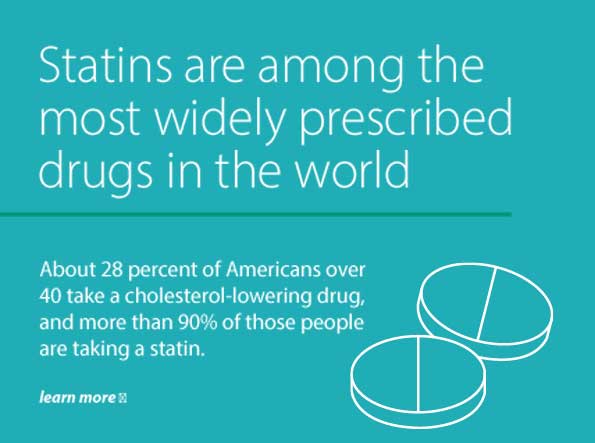 Statins are among the
most widely prescribed
drugs in the world
About 28 percent of Americans over
40 take a cholesterol-lowering drug,
and more than 90% of those people
are taking a statin.
learn more